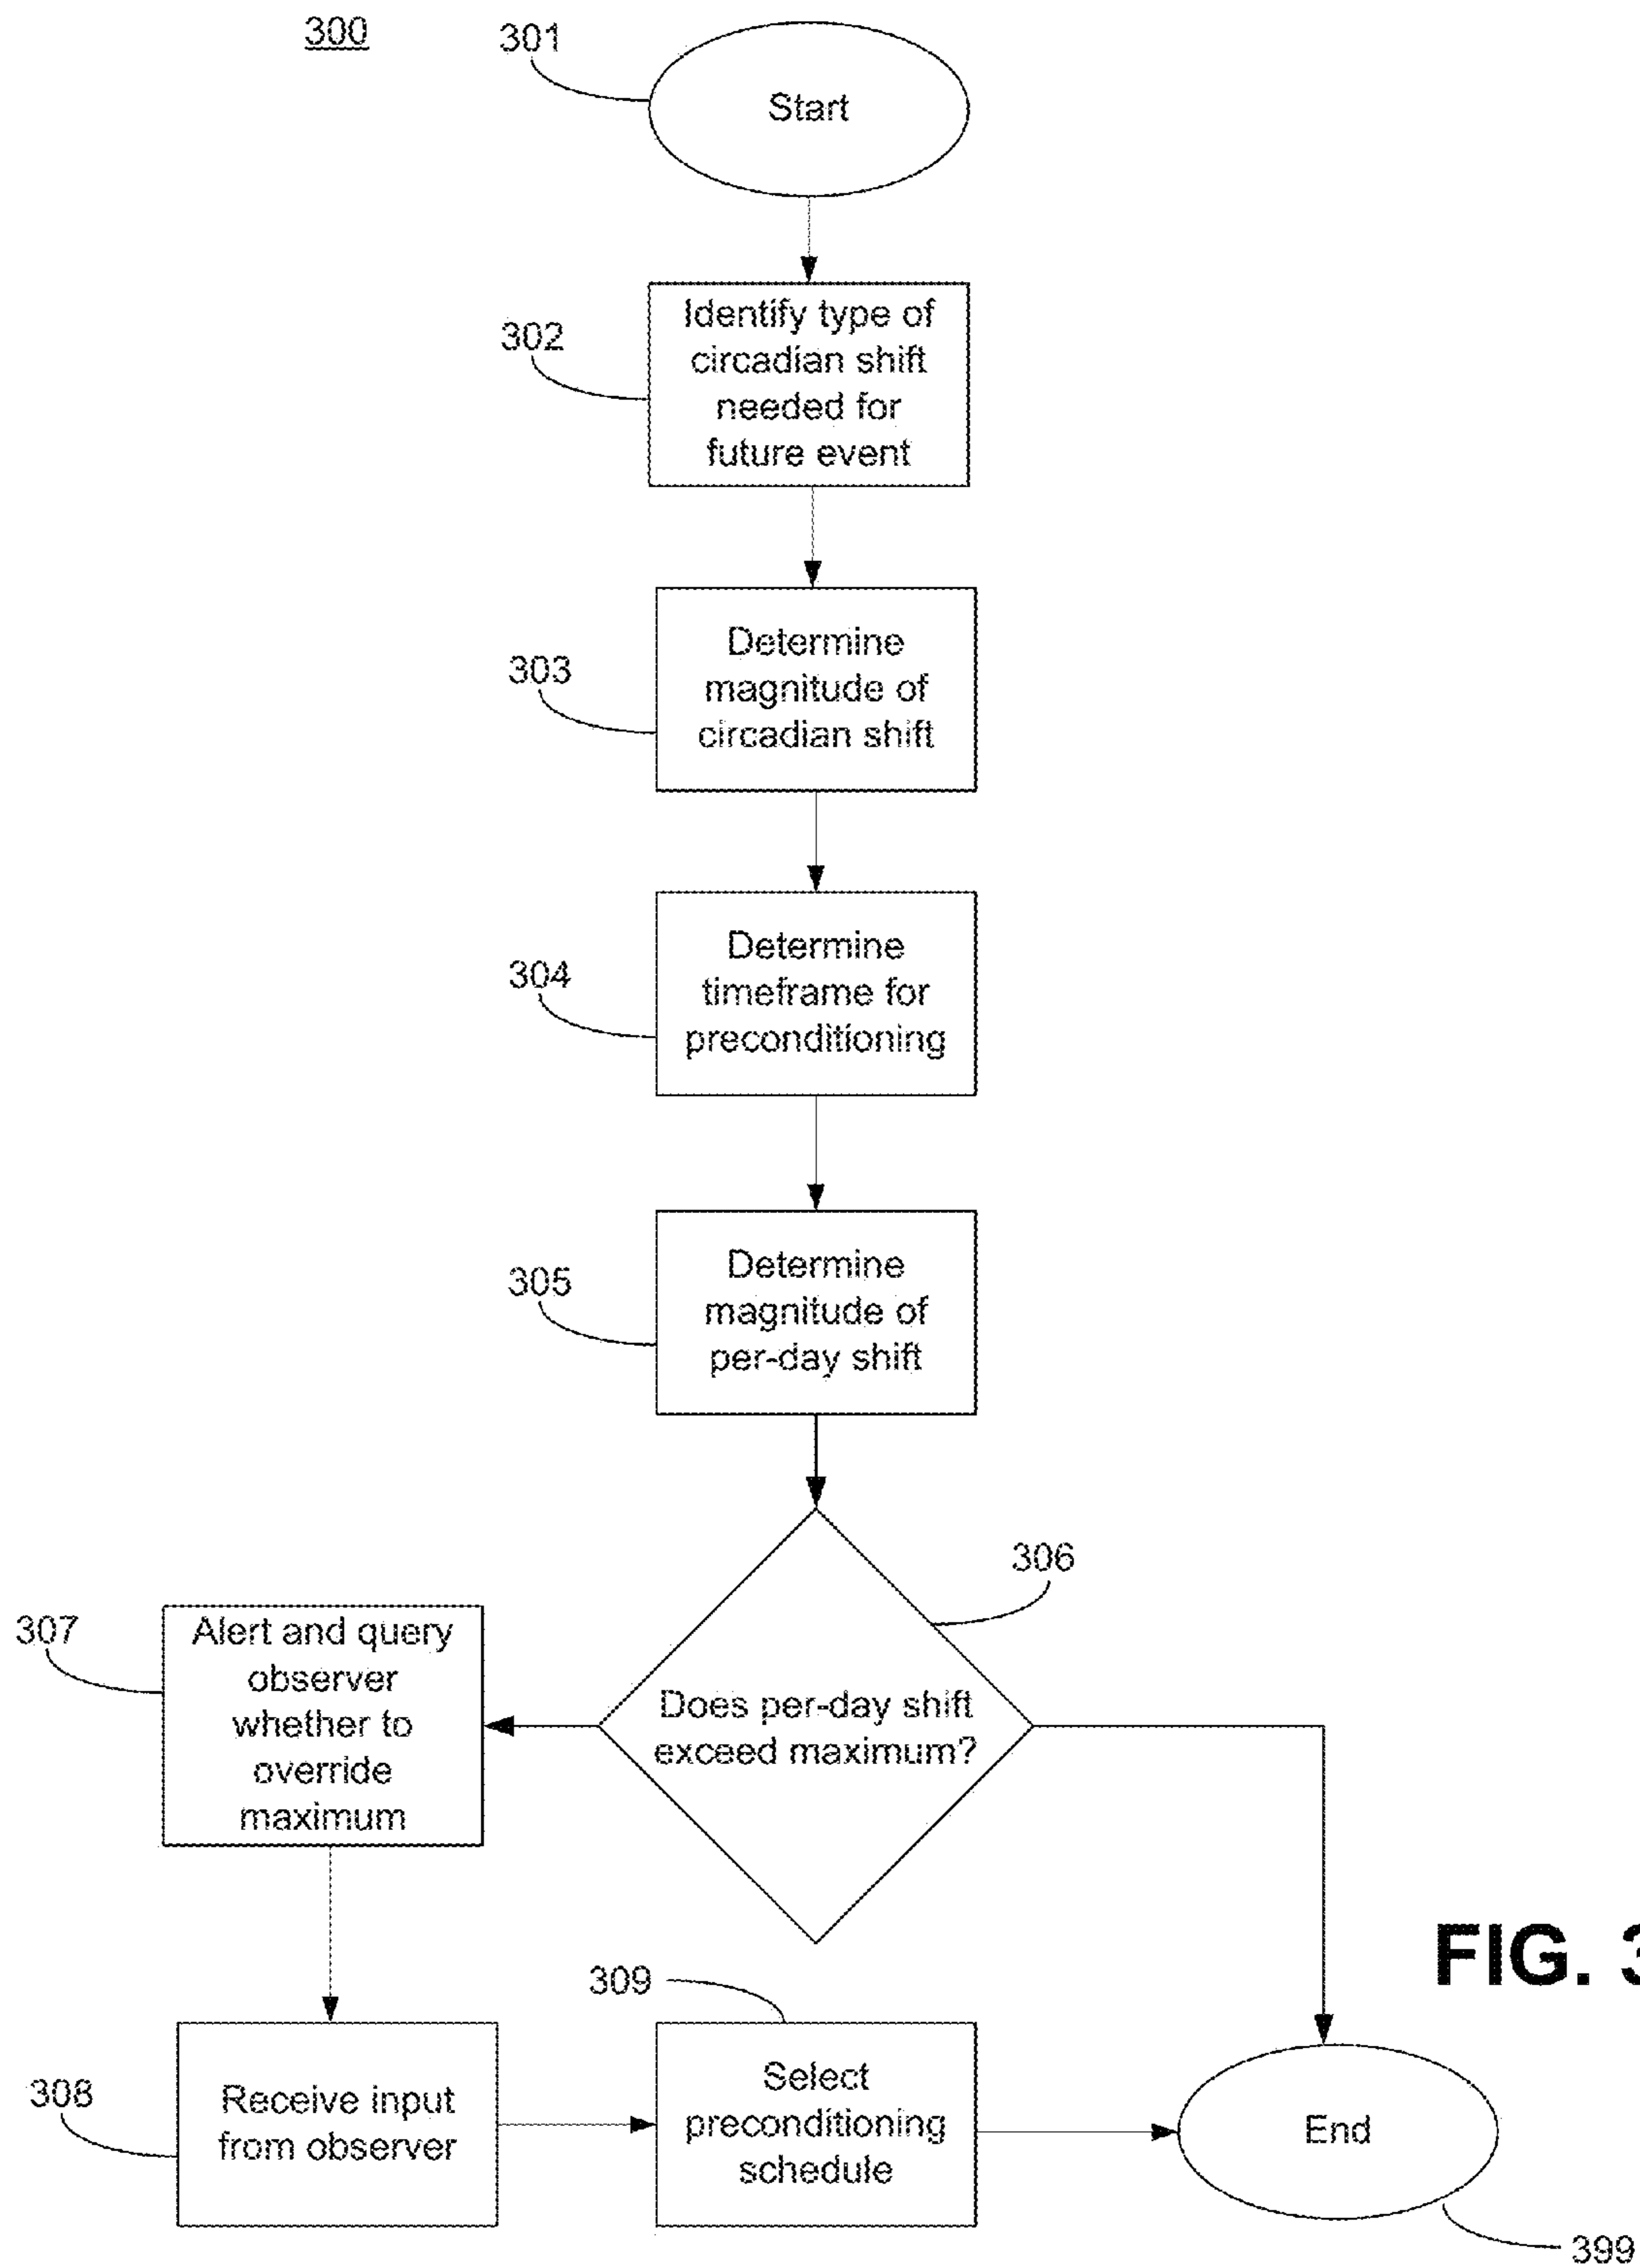 300
301
Start
302
Identify type of
circadian shift
needed for
future event
303
Determine
magnitude of
circadian shift
304
Determine
timeframe for
preconditioning
305
Determine
magnitude of
per-day shift
306
Does per-day shift
exceed maximum?
307
Alert and query
observer
whether to
override
maximum
308
Receive input
from observer
309
Select
preconditioning
schedule
End
399
FIG. 3